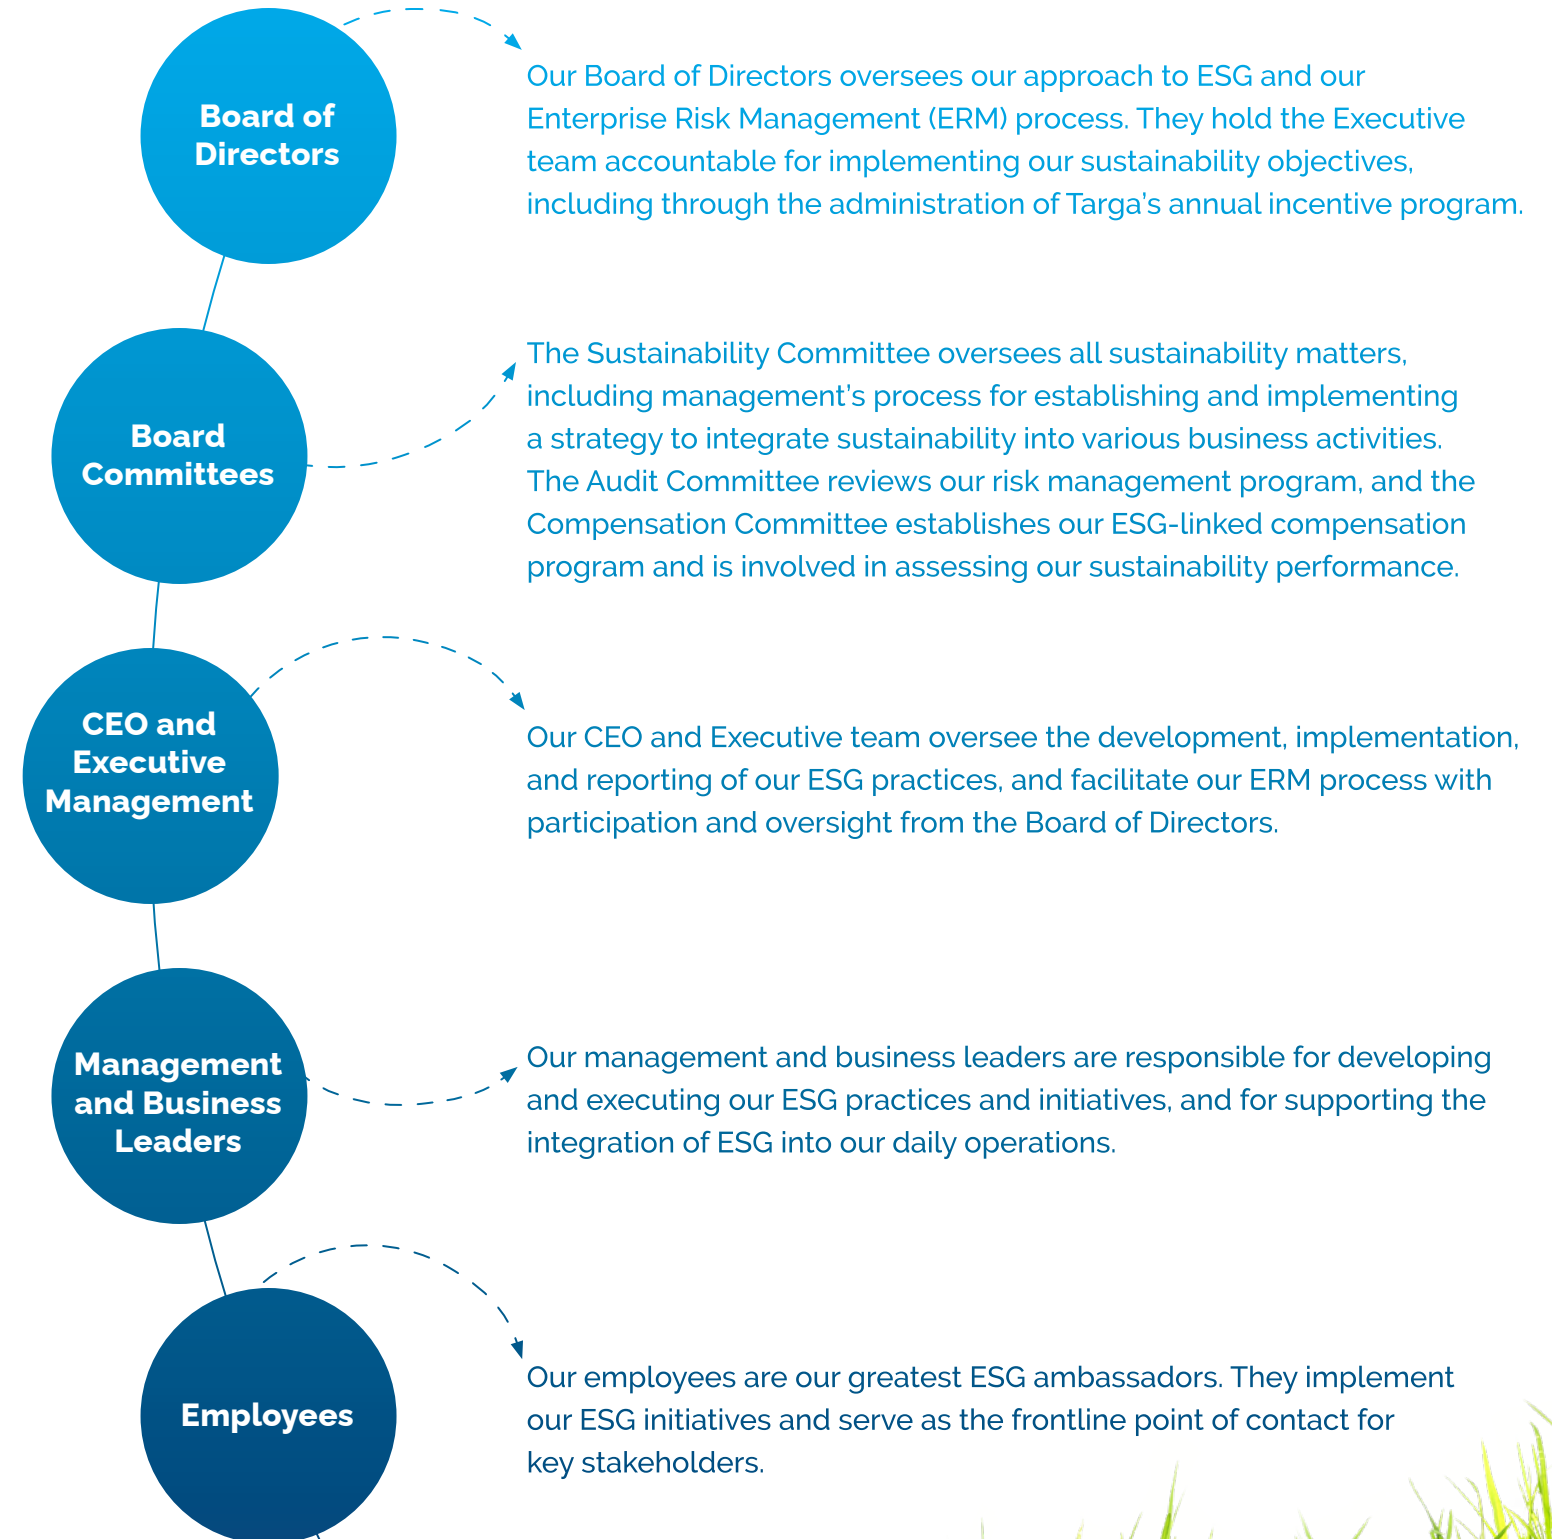 Board of
Directors
Our Board of Directors oversees our approach to ESG and our
Enterprise Risk Management (ERM) process. They hold the Executive
team accountable for implementing our sustainability objectives,
including through the administration of Targa's annual incentive program.
Board
Committees
The Sustainability Committee oversees all sustainability matters,
including management's process for establishing and implementing
a strategy to integrate sustainability into various business activities.
The Audit Committee reviews our risk management program, and the
Compensation Committee establishes our ESG-linked compensation
program and is involved in assessing our sustainability performance.
CEO and
Executive
Management
Our CEO and Executive team oversee the development, implementation,
and reporting of our ESG practices, and facilitate our ERM process with
participation and oversight from the Board of Directors.
Management
and Business
Leaders
Our management and business leaders are responsible for developing
and executing our ESG practices and initiatives, and for supporting the
integration of ESG into our daily operations.
Employees
Our employees are our greatest ESG ambassadors. They implement
our ESG initiatives and serve as the frontline point of contact for
key stakeholders.